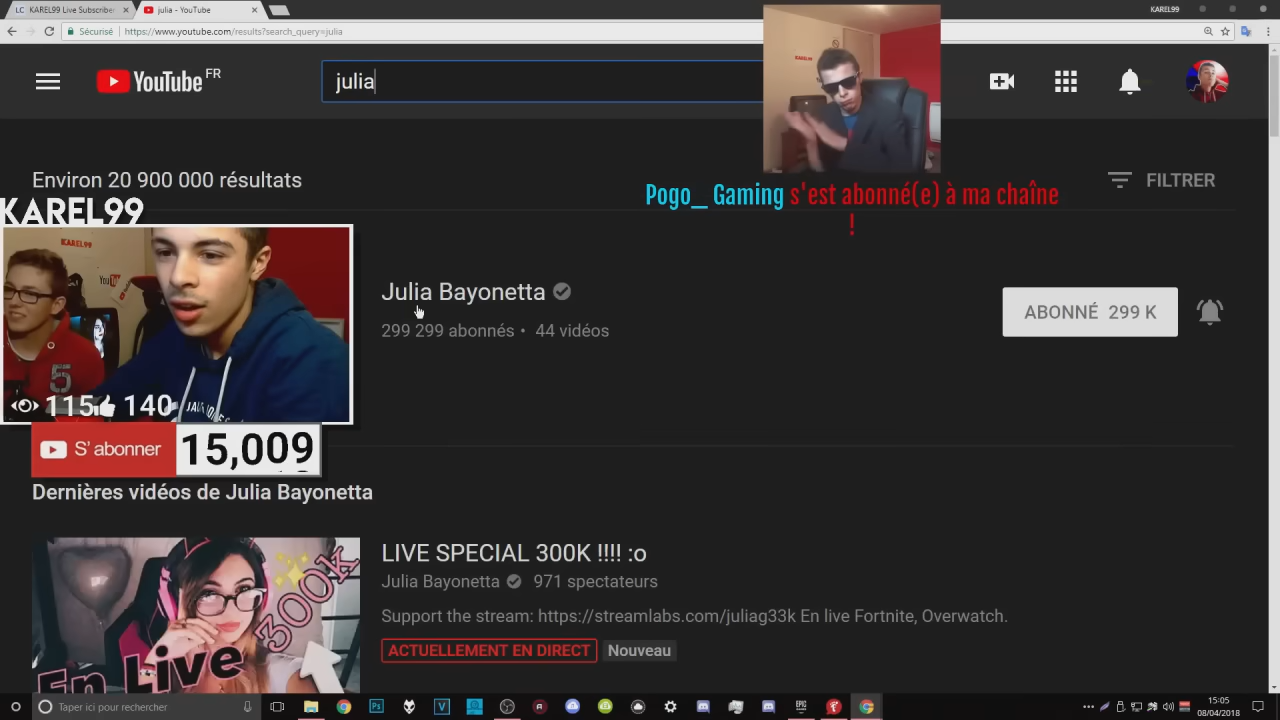 KAREL99 Live Subscribe
julia - YouTube
KAREL99
Sécurisé https://www.youtube.com/results?search_query=julia
YouTube FR
julia
Environ 20 900 000 résultats
FILTRER
Pogo_ Gaming s'est abonné(e) à ma chaîne
!
KAREL99
KAREL99
5
115 140
S'abonner 15,009
Julia Bayonetta
299 299 abonnés • 44 vidéos
ABONNÉ 299 K
Dernières vidéos de Julia Bayonetta
300K
En Live
LIVE SPECIAL 300K !!!! :o
Julia Bayonetta 971 spectateurs
Support the stream: https://streamlabs.com/juliag33k En live Fortnite, Overwatch.
ACTUELLEMENT EN DIRECT Nouveau
Taper ici pour rechercher
15:05
08/04/2018